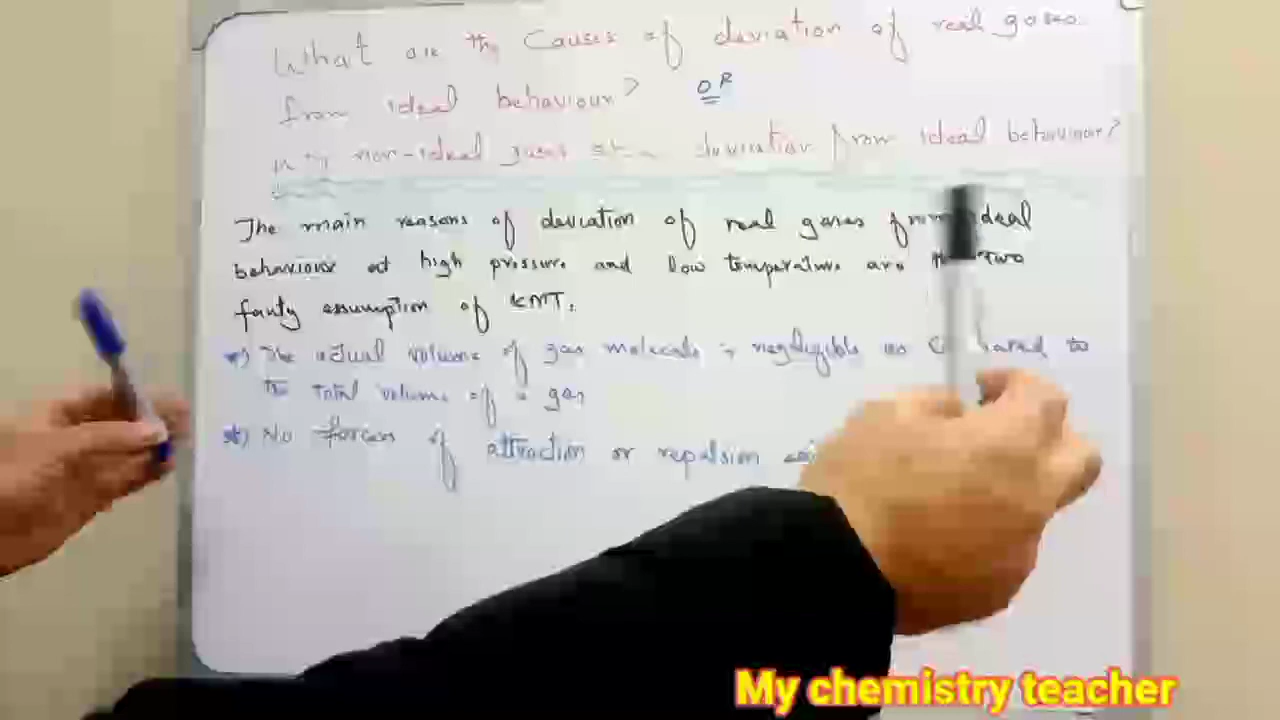 What are the Causes of deviation of real gases
from ideal behaviour? OR
Why non-ideal gases show deviation from ideal behaviour?
The main reasons of deviation of real gases from ideal
behaviour at high pressure and low temperature are Two
faulty assumption of KMT.
The actual volume of gas molecule is negligible as to
the total volume of a gas
No forces of attraction or repulsion
My chemistry teacher